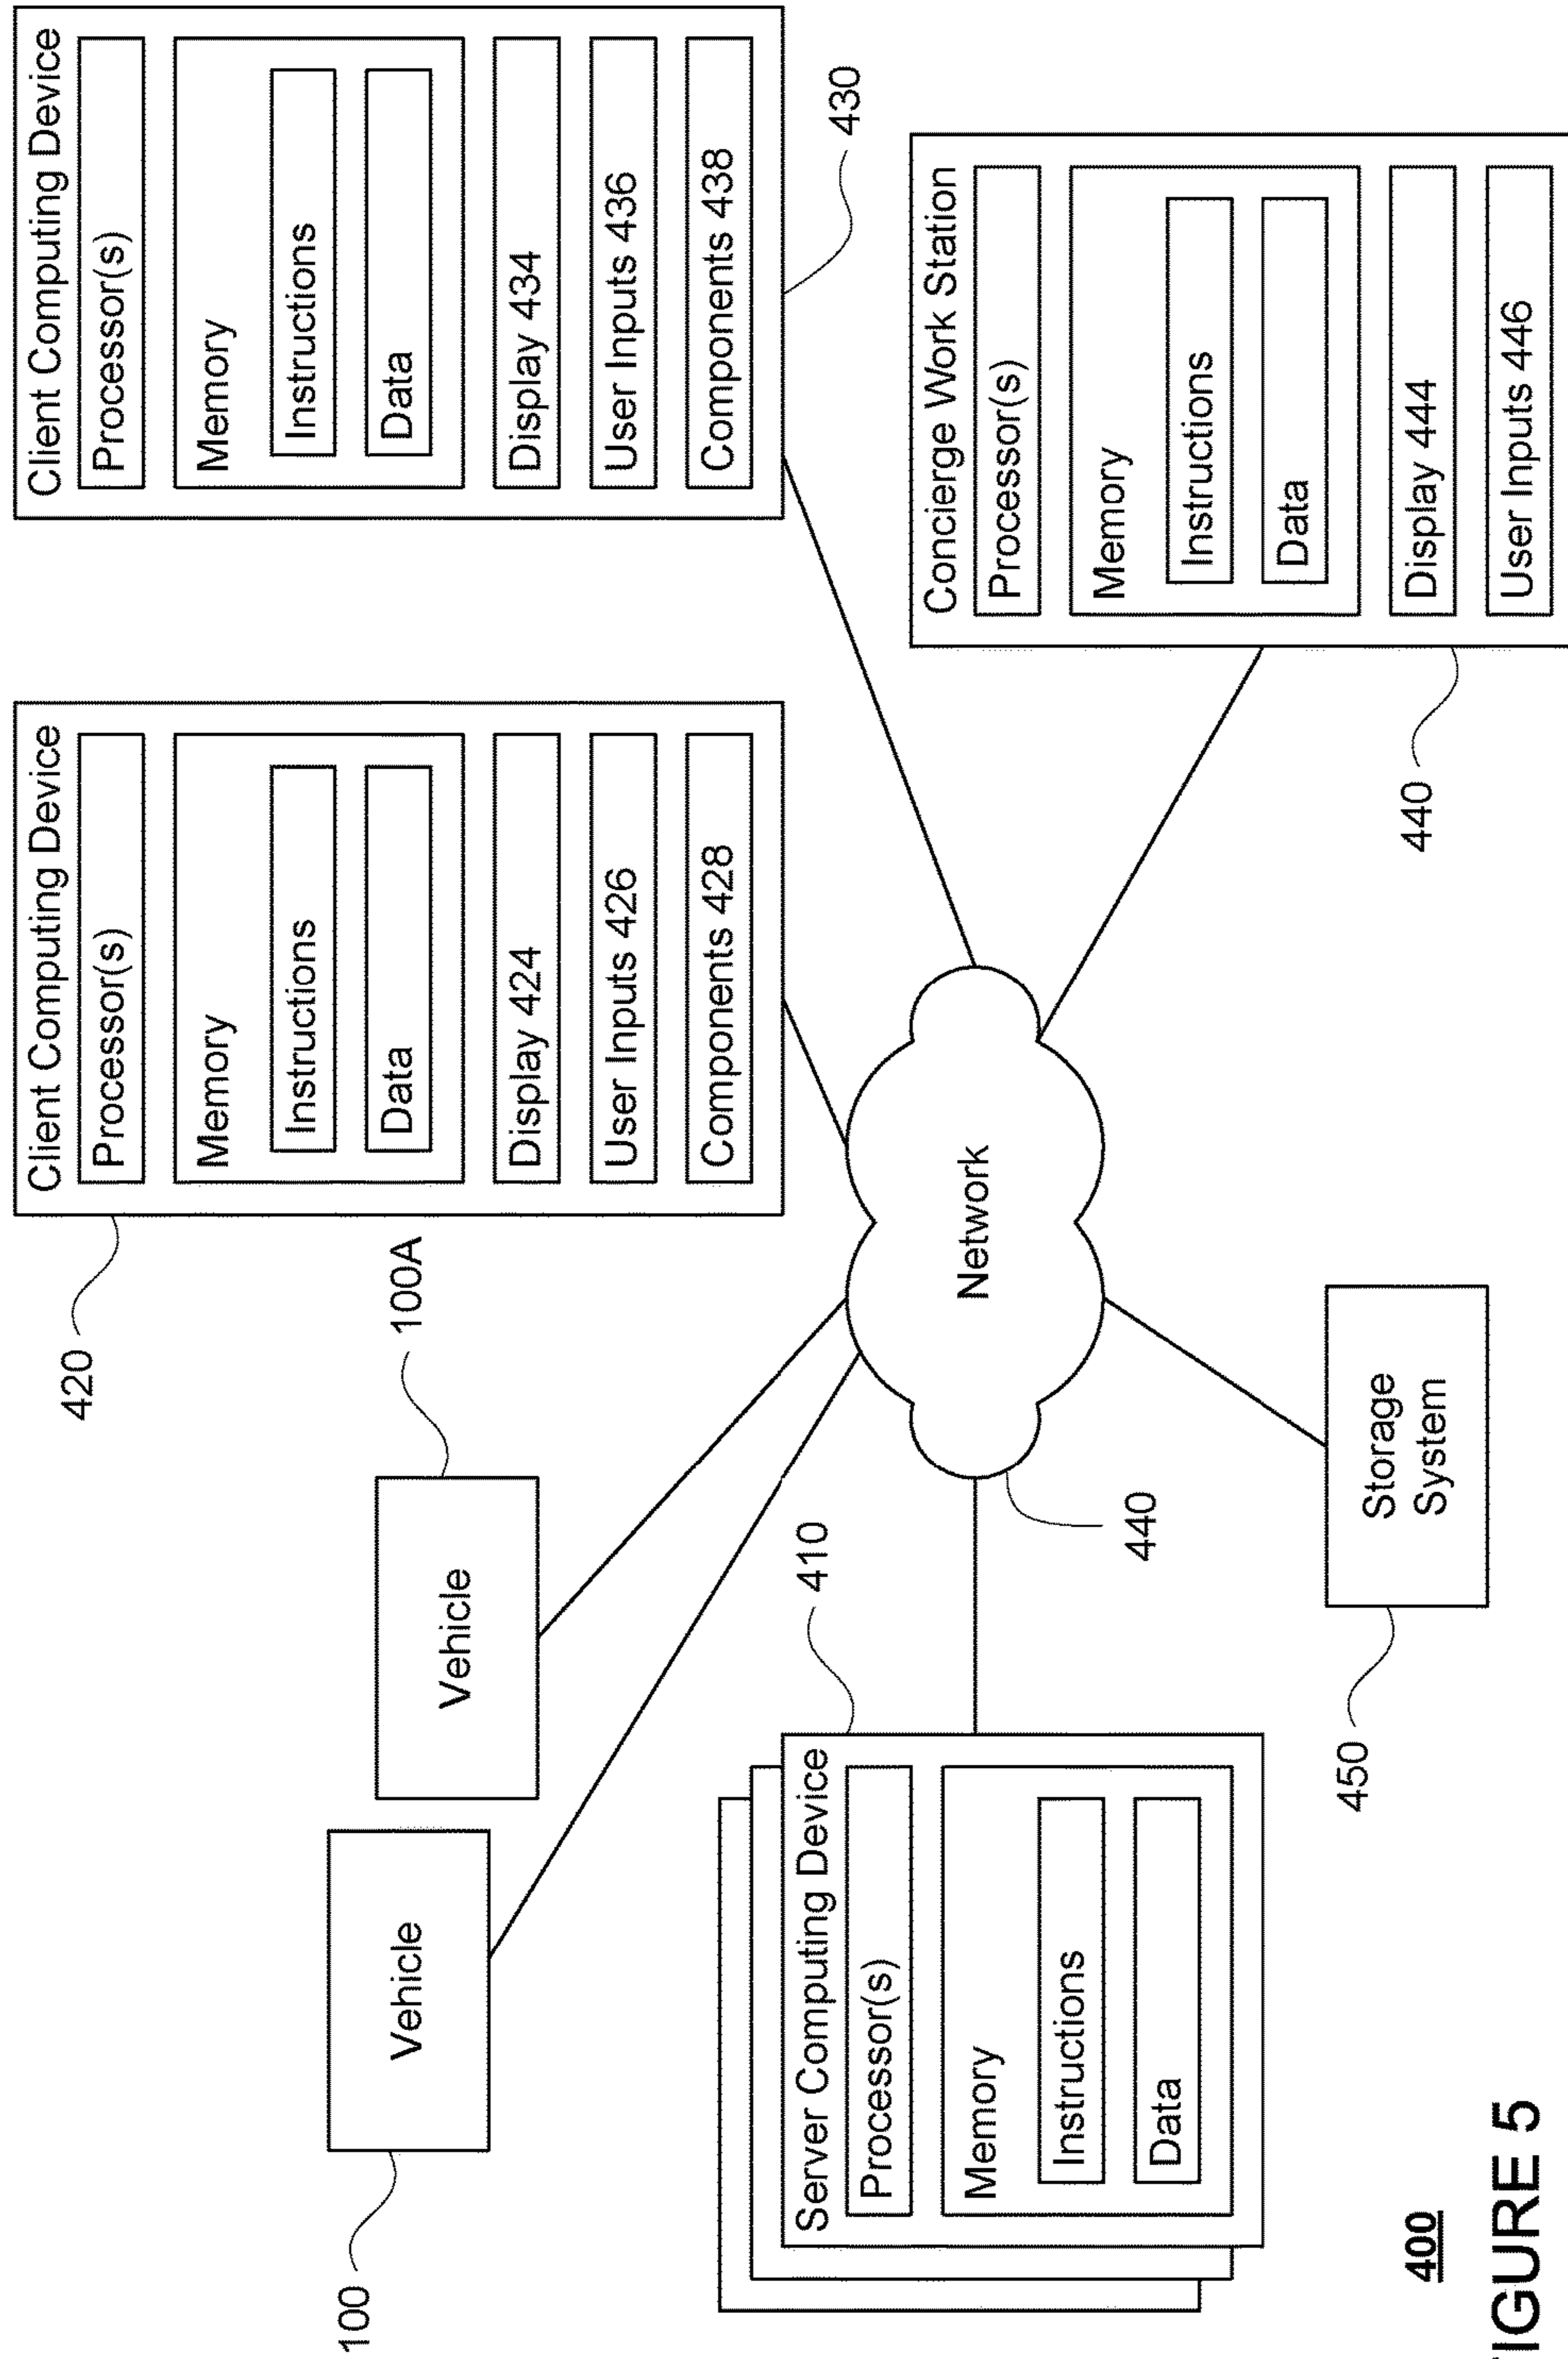 Client Computing Device
Processor(s)
Memory
Instructions
Data
Display 424
User Inputs 426
Components 428
420
Client Computing Device
Processor(s)
Memory
Instructions
Data
Display 434
User Inputs 436
Components 438
430
Vehicle
100
Vehicle
100A
Server Computing Device
Processor(s)
Memory
Instructions
Data
410
Network
440
Concierge Work Station
Processor(s)
Memory
Instructions
Data
Display 444
User Inputs 446
440
Storage
System
450
400
IGURE 5